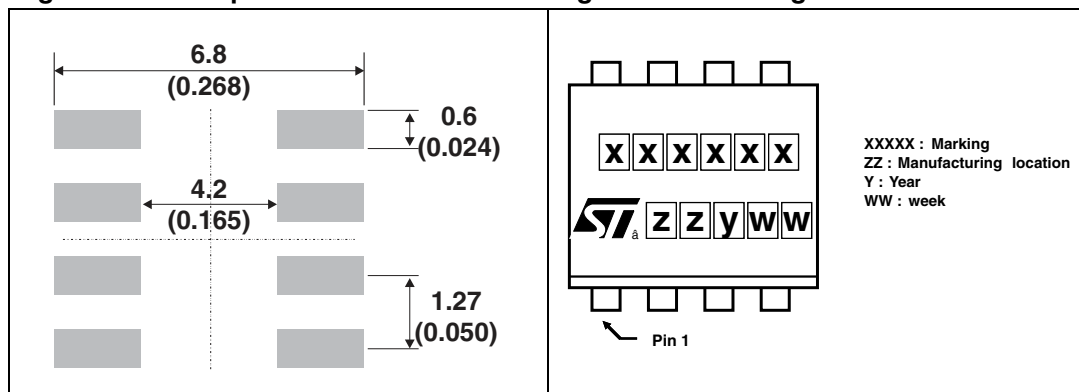 6.8
(0.268)
0.6
(0.024)
4.2
(0.165)
1.27
(0.050)
x x x x x x
ST â z z y w w
XXXXX : Marking
ZZ : Manufacturing location
Y : Year
WW : week
Pin 1